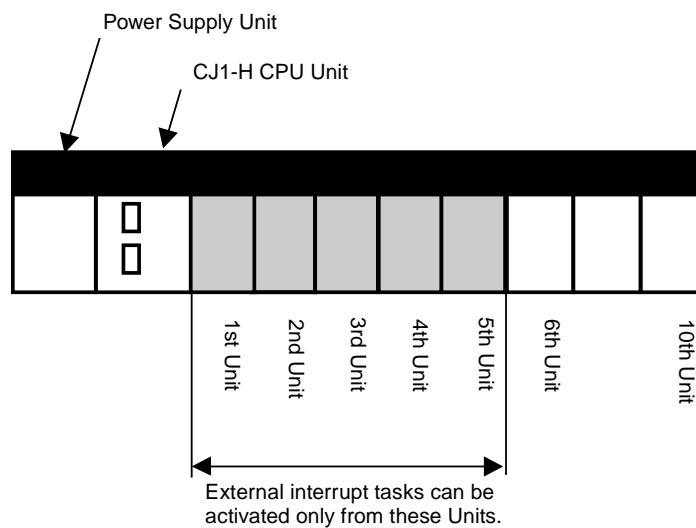 Power Supply Unit
CJ1-H CPU Unit
1st Unit
2nd Unit
3rd Unit
4th Unit
5th Unit
6th Unit
10th Unit
External interrupt tasks can be
activated only from these Units.